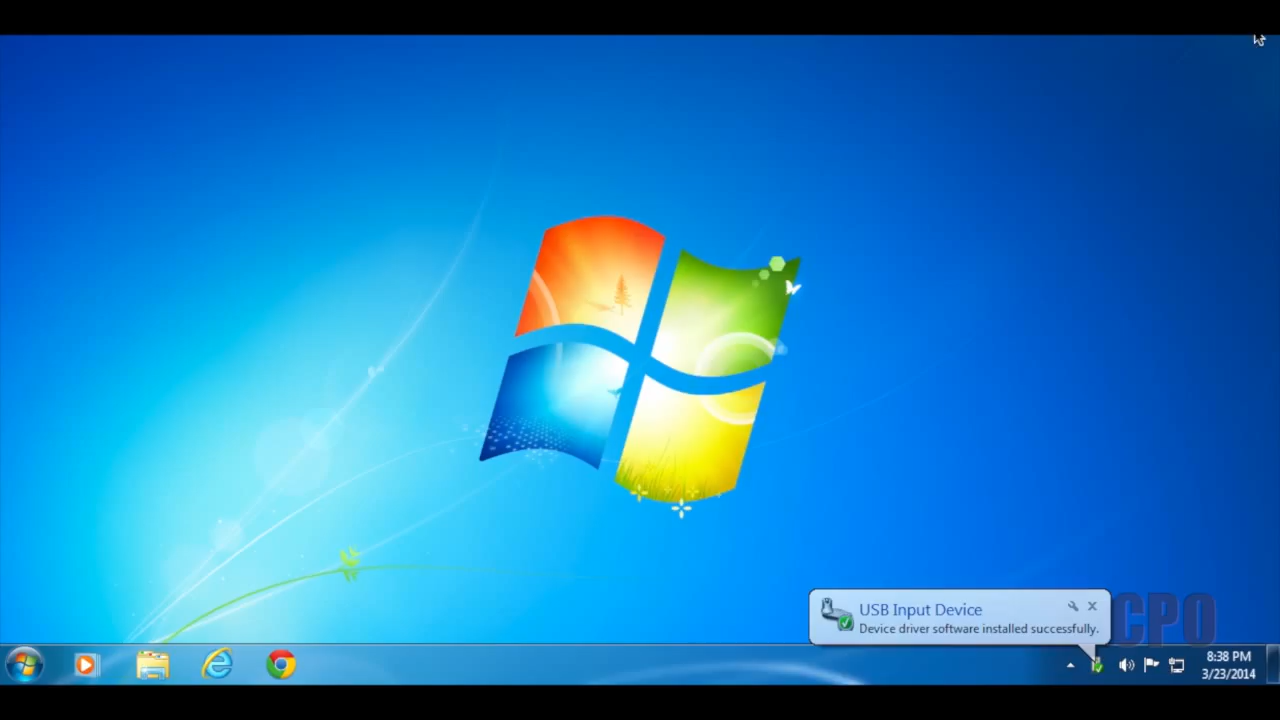 USB Input Device
Device driver software installed successfully.
CPO
8:38 PM
3/23/2014